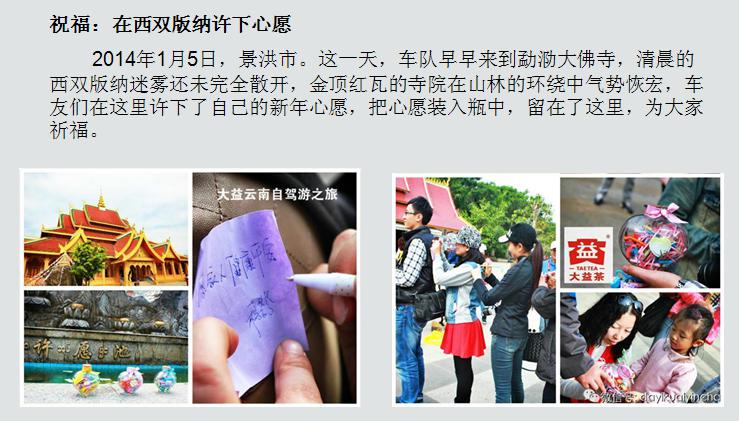 祝福：在西双版纳许下心愿
2014年1月5日，景洪市。这一天，车队早早来到勐泐大佛寺，清晨的
西双版纳迷雾还未完全散开，金顶红瓦的寺院在山林的环绕中气势恢宏，车
友们在这里许下了自己的新年心愿，把心愿装入瓶中，留在了这里，为大家
祈福。
大益云南自驾游之旅
许愿池
益
TAETEA
大益茶